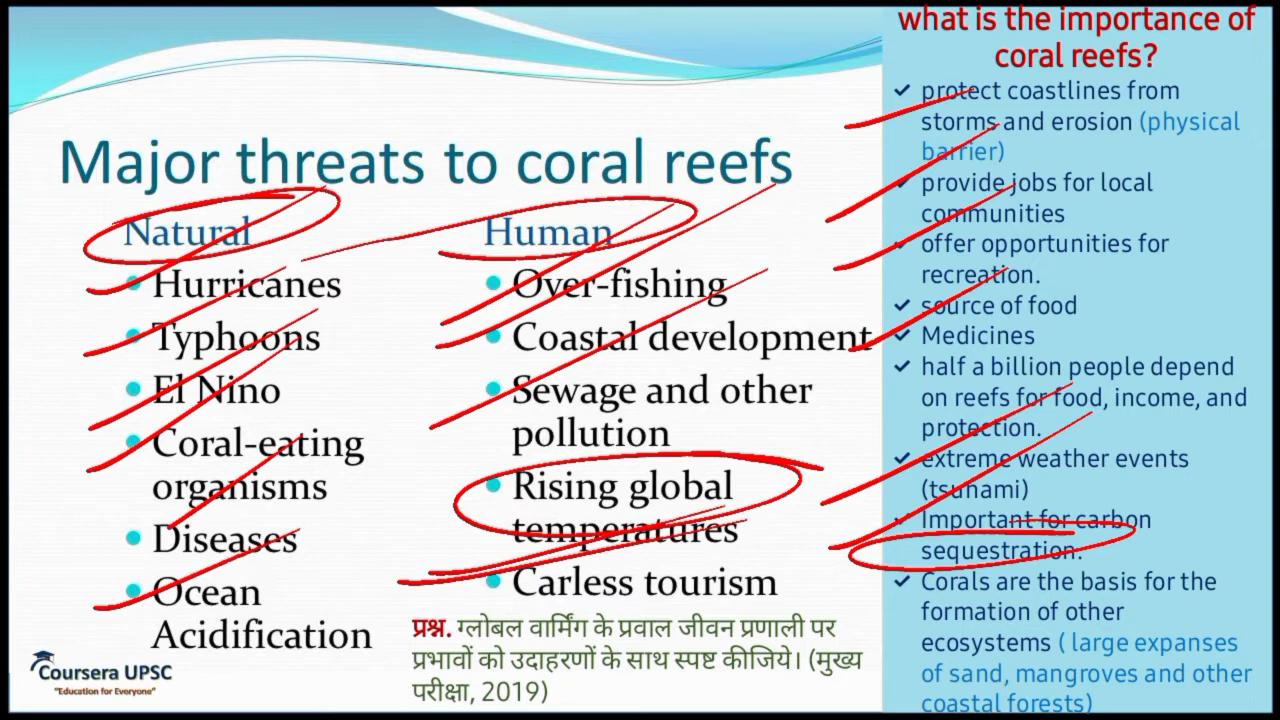 Major threats to coral reefs
Natural
Hurricanes
Typhoons
El Nino
Coral-eating
organisms
Diseases
Ocean
Acidification
Human
Over-fishing
Coastal development
Sewage and other
pollution
Rising global
temperatures
Carless tourism
प्रश्न. ग्लोबल वार्मिंग के प्रवाल जीवन प्रणाली पर
प्रभावों को उदाहरणों के साथ स्पष्ट कीजिये। (मुख्य
परीक्षा, 2019)
Coursera UPSC
"Education for Everyone"
what is the importance of
coral reefs?
protect coastlines from
storms and erosion (physical
barrier)
provide jobs for local
communities
offer opportunities for
recreation.
source of food
Medicines
half a billion people depend
on reefs for food, income, and
protection.
extreme weather events
(tsunami)
Important for carbon
sequestration.
Corals are the basis for the
formation of other
ecosystems ( large expanses
of sand, mangroves and other
coastal forests)